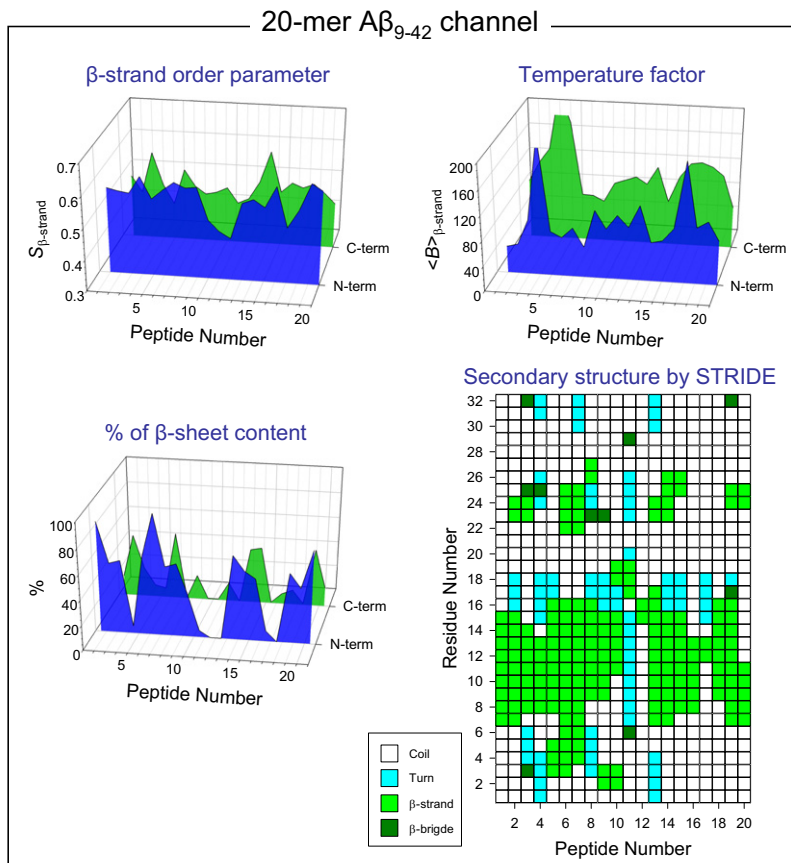 20-mer Aβ9-42 channel
β-strand order parameter
0.7
0.6
0.5
0.4
0.3
Sβ-strand
5
10
15
20
Peptide Number
C-term
N-term
Temperature factor
200
160
120
80
40
0
<B>β-strand
5
10
15
20
Peptide Number
C-term
N-term
% of β-sheet content
100
80
60
40
20
0
%
5
10
15
20
Peptide Number
C-term
N-term
Secondary structure by STRIDE
32
30
28
26
24
22
20
18
16
14
12
10
8
6
4
2
Residue Number
2 4 6 8 10 12 14 16 18 20
Peptide Number
Coil
Turn
β-strand
β-brigde